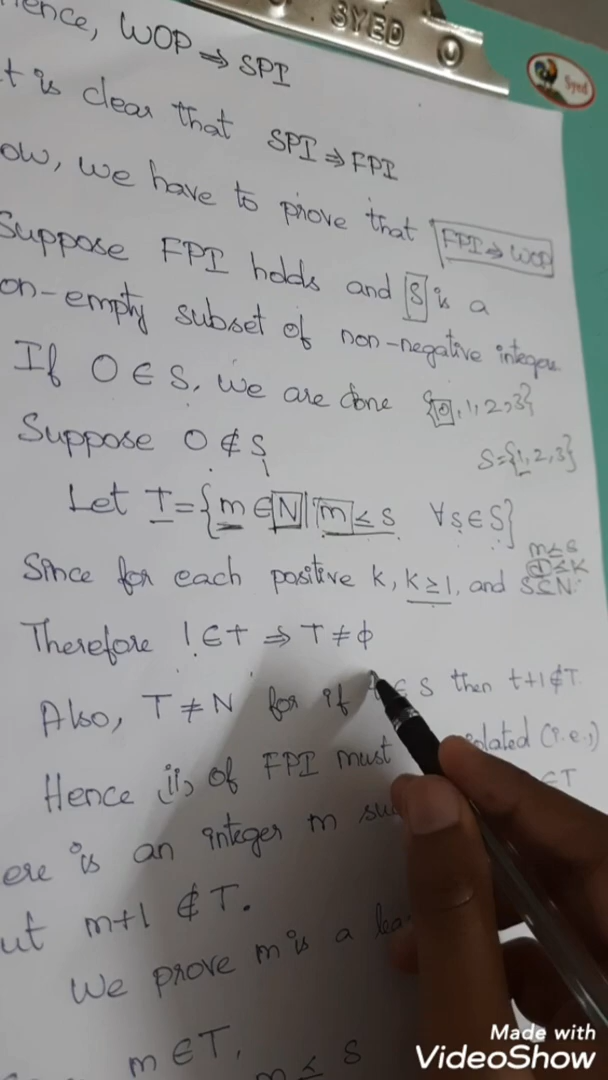 SYED
Syed
ence, WOP ⇒ SPI
t is clear that SPI ⇒ FPI
ow, we have to prove that FPI ⇒ WOP
Suppose FPI holds and S is a
on-empty subset of non-negative integers
If 0 ∈ S, we are done {0, 1, 2, 3}
Suppose 0 ∉ S
S={1, 2, 3}
Let T = {m ∈ N | m ≤ s ∀ s ∈ S}
m ≤ s
1 ≤ k
Since for each positive k, k ≥ 1, and S ⊆ N
Therefore 1 ∈ T ⇒ T ≠ ϕ
Also, T ≠ N for if ∈ S then t+1 ∉ T
Hence (ii) of FPI must olated (i.e.,)
ere is an integer m su ∈ T
ut m+1 ∉ T.
We prove m is a lea
m ∈ T,
m ≤ s
Made with
VideoShow